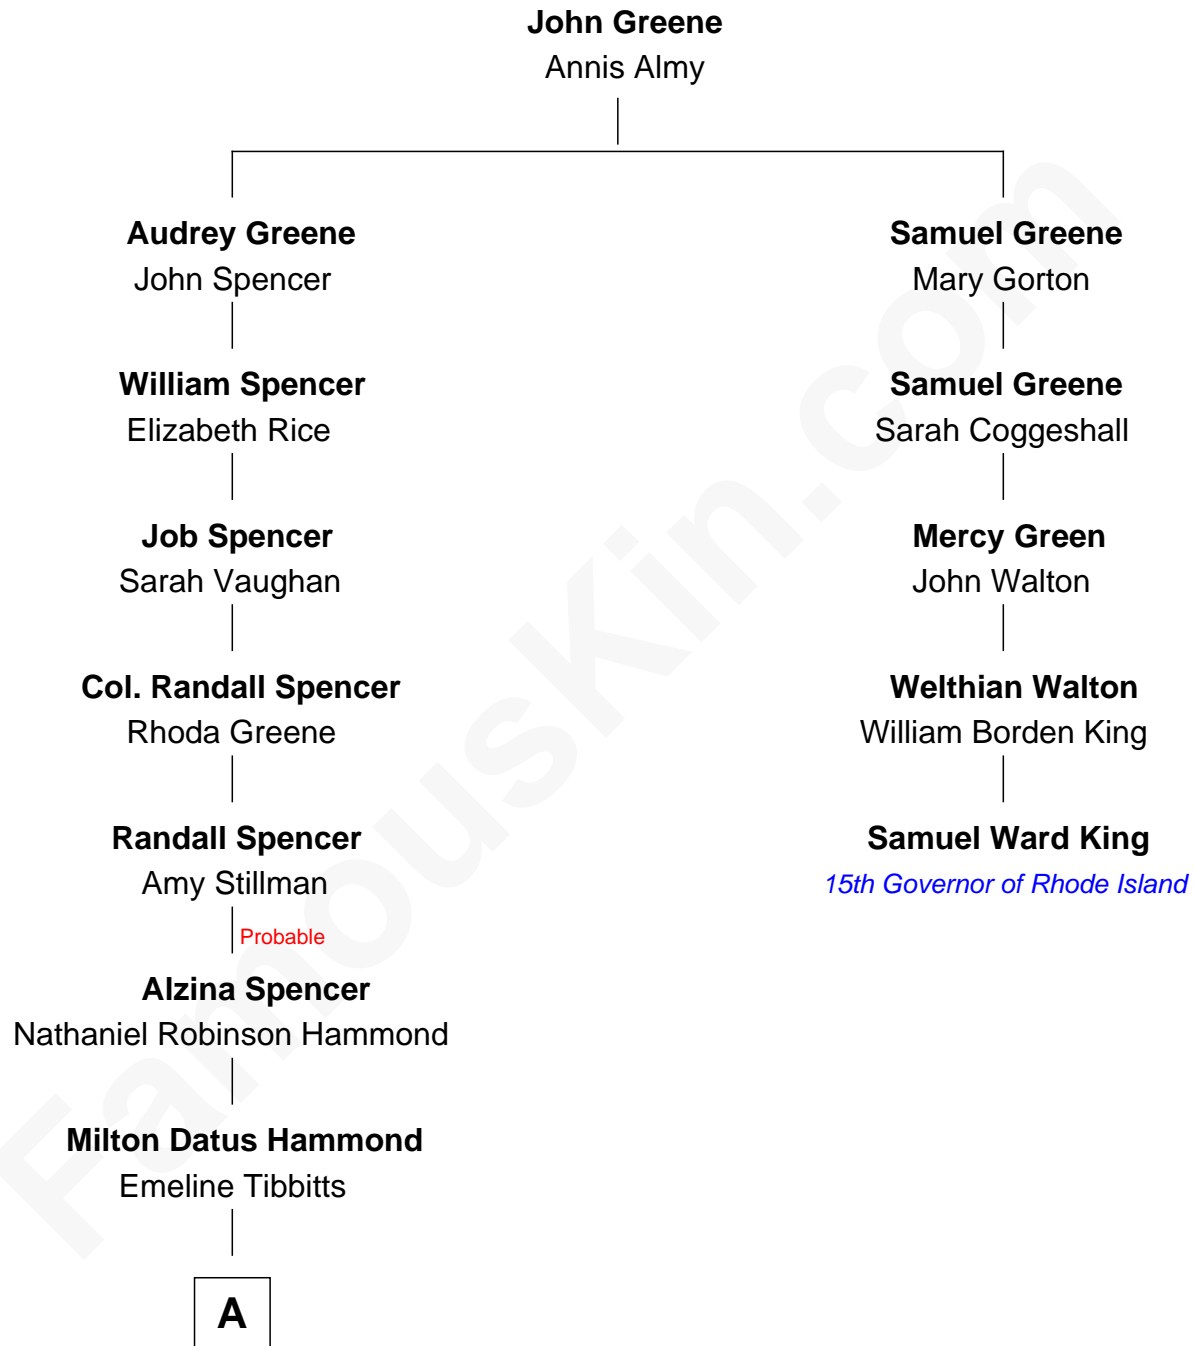 John Greene
Annis Almy
Audrey Greene
John Spencer
Samuel Greene
Mary Gorton
William Spencer
Elizabeth Rice
Samuel Greene
Sarah Coggeshall
Job Spencer
Sarah Vaughan
Mercy Green
John Walton
Col. Randall Spencer
Rhoda Greene
Welthian Walton
William Borden King
Randall Spencer
Amy Stillman
Samuel Ward King
15th Governor of Rhode Island
Probable
Alzina Spencer
Nathaniel Robinson Hammond
Milton Datus Hammond
Emeline Tibbitts
A
FamousKin.com